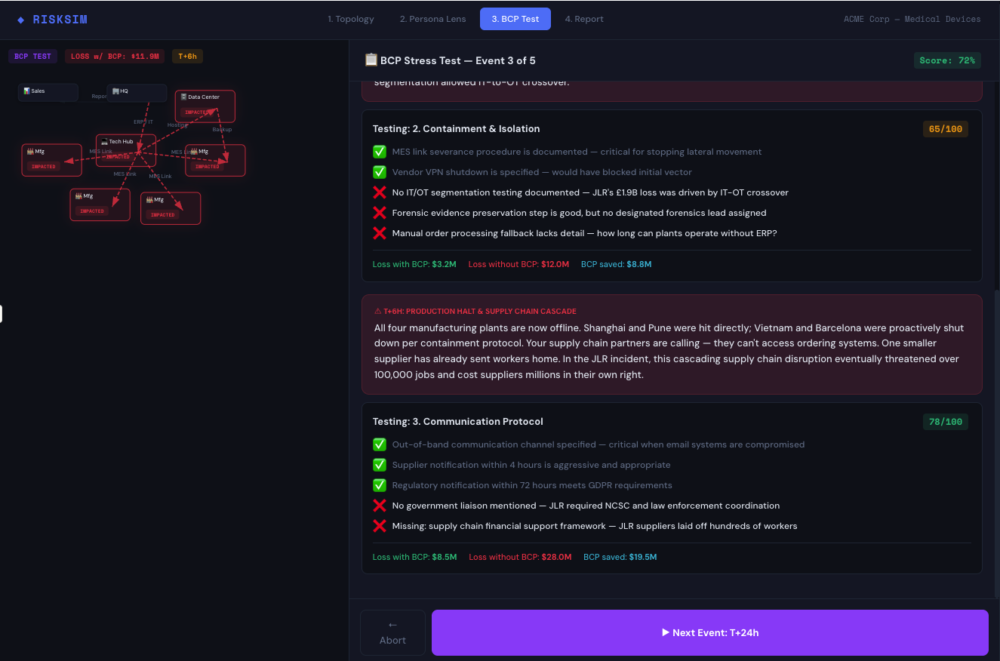 ◆ RISKSIM
1. Topology
2. Persona Lens
3. BCP Test
4. Report
ACME Corp — Medical Devices
BCP TEST
LOSS w/ BCP: $11.9M
T+6h
Sales
HQ
Data Center
IMPACTED
Repor
ERP/IT
Hosting
Backup
Tech Hub
IMPACTED
Mfg
IMPACTED
MES Link
MES Lin
Mfg
IMPACTED
MES Link
MES Link
Mfg
IMPACTED
Mfg
IMPACTED
BCP Stress Test — Event 3 of 5
Score: 72%
segmentation allowed IT-to-OT crossover.
Testing: 2. Containment & Isolation
65/100
MES link severance procedure is documented — critical for stopping lateral movement
Vendor VPN shutdown is specified — would have blocked initial vector
No IT/OT segmentation testing documented — JLR's £1.9B loss was driven by IT-OT crossover
Forensic evidence preservation step is good, but no designated forensics lead assigned
Manual order processing fallback lacks detail — how long can plants operate without ERP?
Loss with BCP: $3.2M Loss without BCP: $12.0M BCP saved: $8.8M
⚠ T+6H: PRODUCTION HALT & SUPPLY CHAIN CASCADE
All four manufacturing plants are now offline. Shanghai and Pune were hit directly; Vietnam and Barcelona were proactively shut
down per containment protocol. Your supply chain partners are calling — they can't access ordering systems. One smaller
supplier has already sent workers home. In the JLR incident, this cascading supply chain disruption eventually threatened over
100,000 jobs and cost suppliers millions in their own right.
Testing: 3. Communication Protocol
78/100
Out-of-band communication channel specified — critical when email systems are compromised
Supplier notification within 4 hours is aggressive and appropriate
Regulatory notification within 72 hours meets GDPR requirements
No government liaison mentioned — JLR required NCSC and law enforcement coordination
Missing: supply chain financial support framework — JLR suppliers laid off hundreds of workers
Loss with BCP: $8.5M Loss without BCP: $28.0M BCP saved: $19.5M
←
Abort
▶ Next Event: T+24h